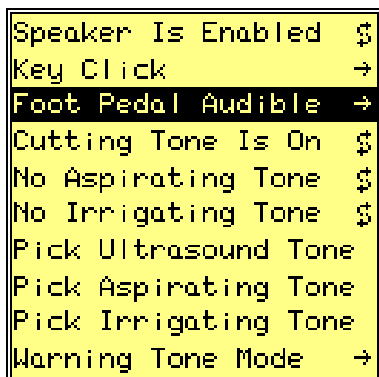 Speaker Is Enabled $
Key Click →
Foot Pedal Audible →
Cutting Tone Is On $
No Aspirating Tone $
No Irrigating Tone $
Pick Ultrasound Tone
Pick Aspirating Tone
Pick Irrigating Tone
Warning Tone Mode →